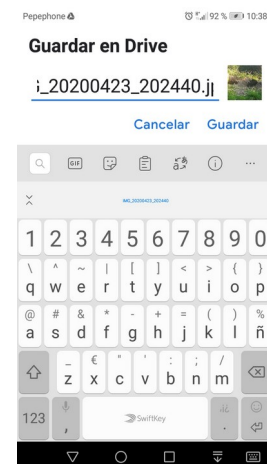 Pepephone 92 % 10:38
Guardar en Drive
_20200423_202440.j
Cancelar Guardar
GIF
IMG_20200423_202440
1 2 3 4 5 6 7 8 9 0
\ ^ ~ | [ ] < > { }
q w e r t y u i o p
@ # & * - + = ( ) %
a s d f g h j k l ñ
_ € " ' : ; /
z x c v b n m
123 , SwiftKey .